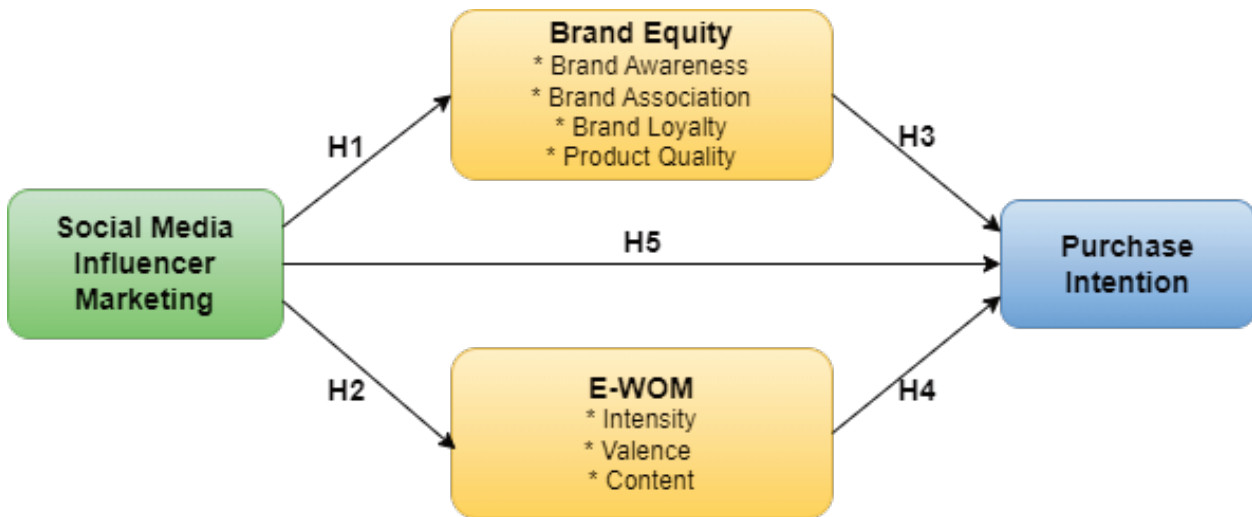 Brand Equity
* Brand Awareness
* Brand Association
* Brand Loyalty
* Product Quality
H1
H3
Social Media
Influencer
Marketing
H5
Purchase
Intention
H2
H4
E-WOM
* Intensity
* Valence
* Content